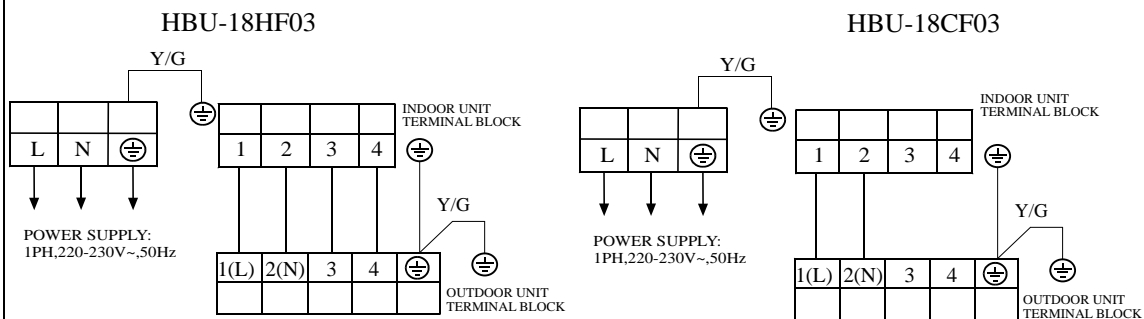 HBU-18HF03
Y/G
INDOOR UNIT
TERMINAL BLOCK
L N
1 2 3 4
Y/G
POWER SUPPLY:
1PH,220-230V~,50Hz
1(L) 2(N) 3 4
OUTDOOR UNIT
TERMINAL BLOCK
HBU-18CF03
Y/G
INDOOR UNIT
TERMINAL BLOCK
L N
1 2 3 4
Y/G
POWER SUPPLY:
1PH,220-230V~,50Hz
1(L) 2(N) 3 4
OUTDOOR UNIT
TERMINAL BLOCK